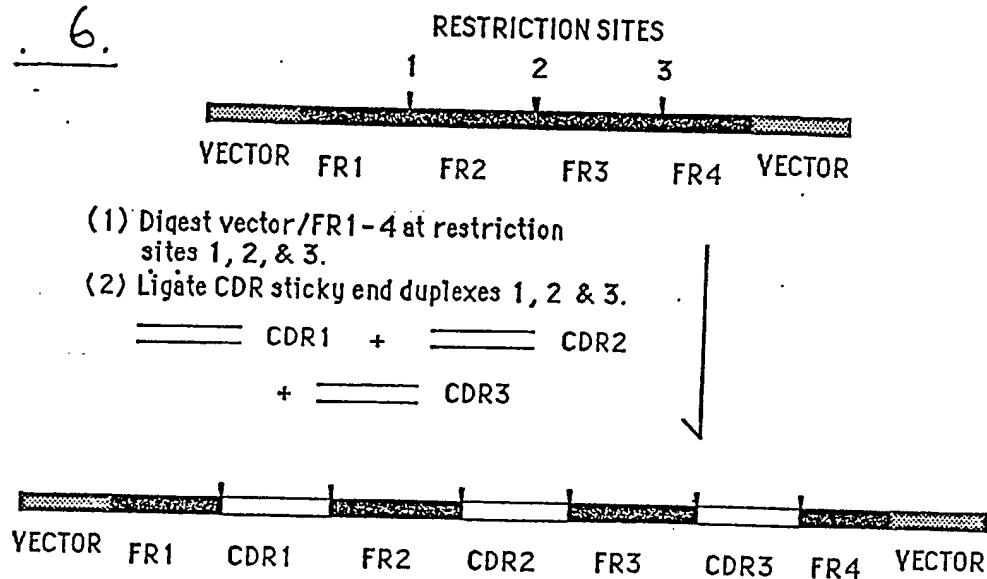 . 6.
RESTRICTION SITES
1 2 3
VECTOR FR1 FR2 FR3 FR4 VECTOR
(1) Digest vector/FR1-4 at restriction
sites 1, 2, & 3.
(2) Ligate CDR sticky end duplexes 1, 2 & 3.
CDR1 + CDR2
+ CDR3
VECTOR FR1 CDR1 FR2 CDR2 FR3 CDR3 FR4 VECTOR